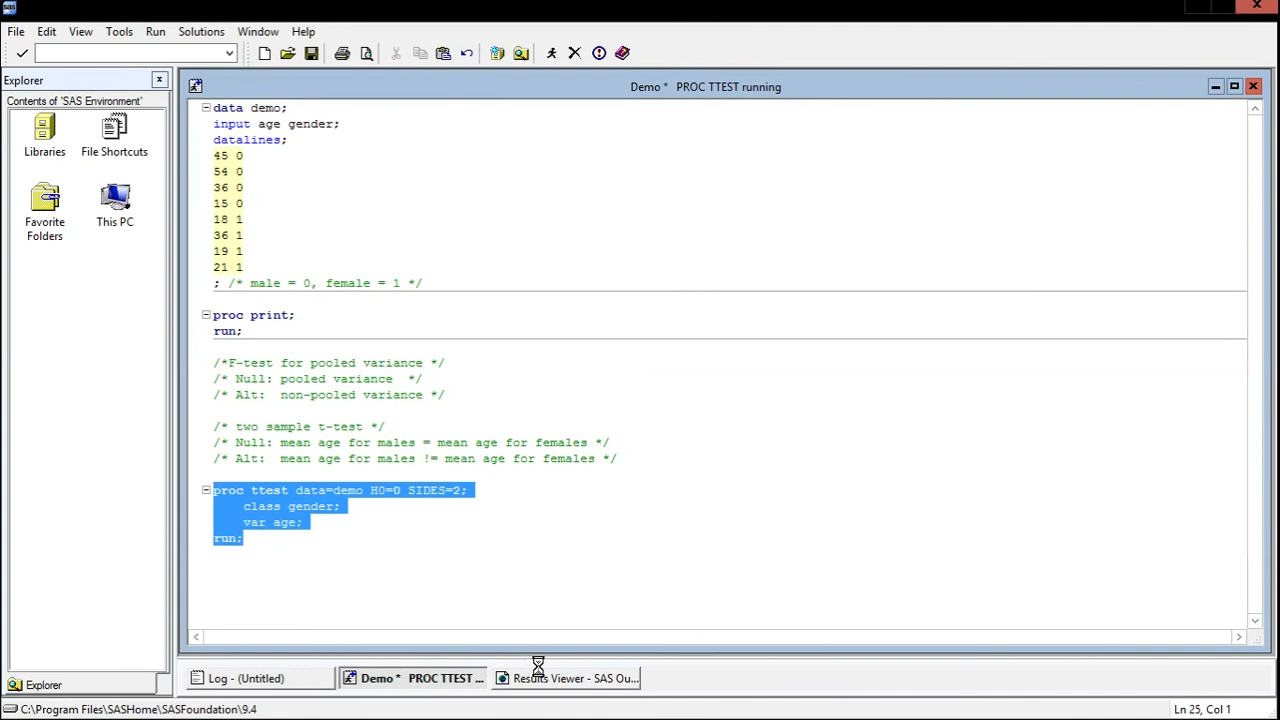 sas
File Edit View Tools Run Solutions Window Help
Explorer
Contents of 'SAS Environment'
Libraries File Shortcuts
Favorite Folders This PC
Demo * PROC TTEST running
data demo;
input age gender;
datalines;
45 0
54 0
36 0
15 0
18 1
36 1
19 1
21 1
; /* male = 0, female = 1 */
proc print;
run;
/*F-test for pooled variance */
/* Null: pooled variance  */
/* Alt:  non-pooled variance */
/* two sample t-test */
/* Null: mean age for males = mean age for females */
/* Alt:  mean age for males != mean age for females */
proc ttest data=demo H0=0 SIDES=2;
class gender;
var age;
run;
Explorer
Log - (Untitled) Demo * PROC TTEST ... Results Viewer - SAS Ou...
C:\Program Files\SASHome\SASFoundation\9.4 Ln 25, Col 1